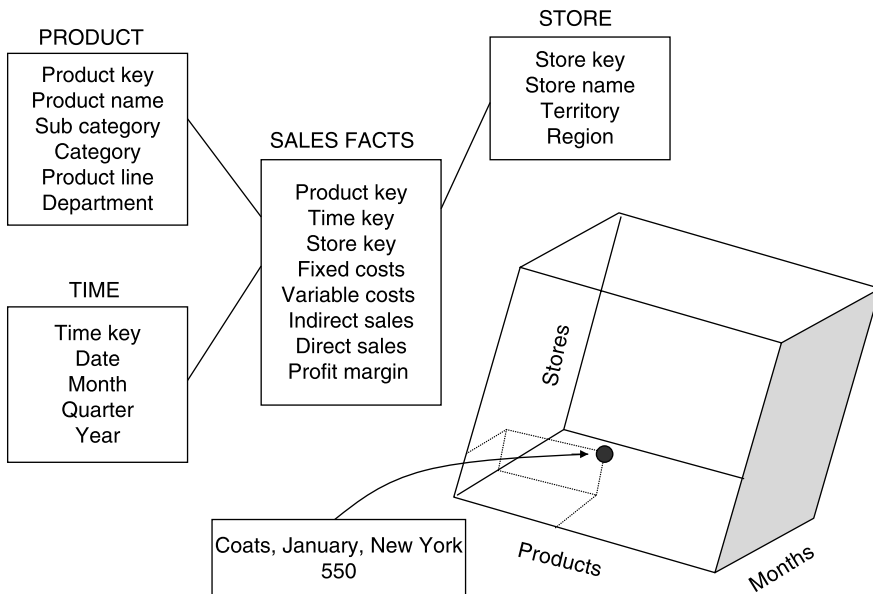 PRODUCT
Product key
Product name
Sub category
Category
Product line
Department
TIME
Time key
Date
Month
Quarter
Year
SALES FACTS
Product key
Time key
Store key
Fixed costs
Variable costs
Indirect sales
Direct sales
Profit margin
STORE
Store key
Store name
Territory
Region
Stores
Products
Months
Coats, January, New York
550